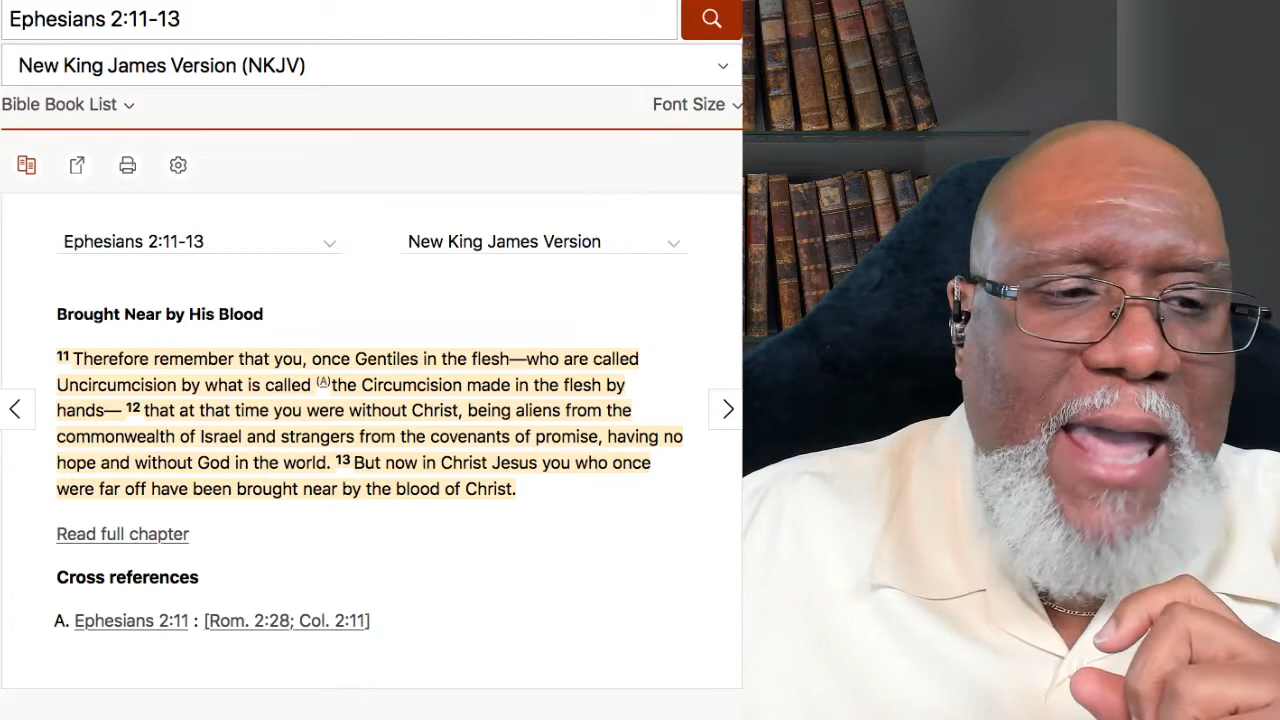 Ephesians 2:11-13
New King James Version (NKJV)
Bible Book List
Font Size
Ephesians 2:11-13
New King James Version
Brought Near by His Blood
11 Therefore remember that you, once Gentiles in the flesh—who are called
Uncircumcision by what is called (A)the Circumcision made in the flesh by
hands— 12 that at that time you were without Christ, being aliens from the
commonwealth of Israel and strangers from the covenants of promise, having no
hope and without God in the world. 13 But now in Christ Jesus you who once
were far off have been brought near by the blood of Christ.
Read full chapter
Cross references
A. Ephesians 2:11 : [Rom. 2:28; Col. 2:11]